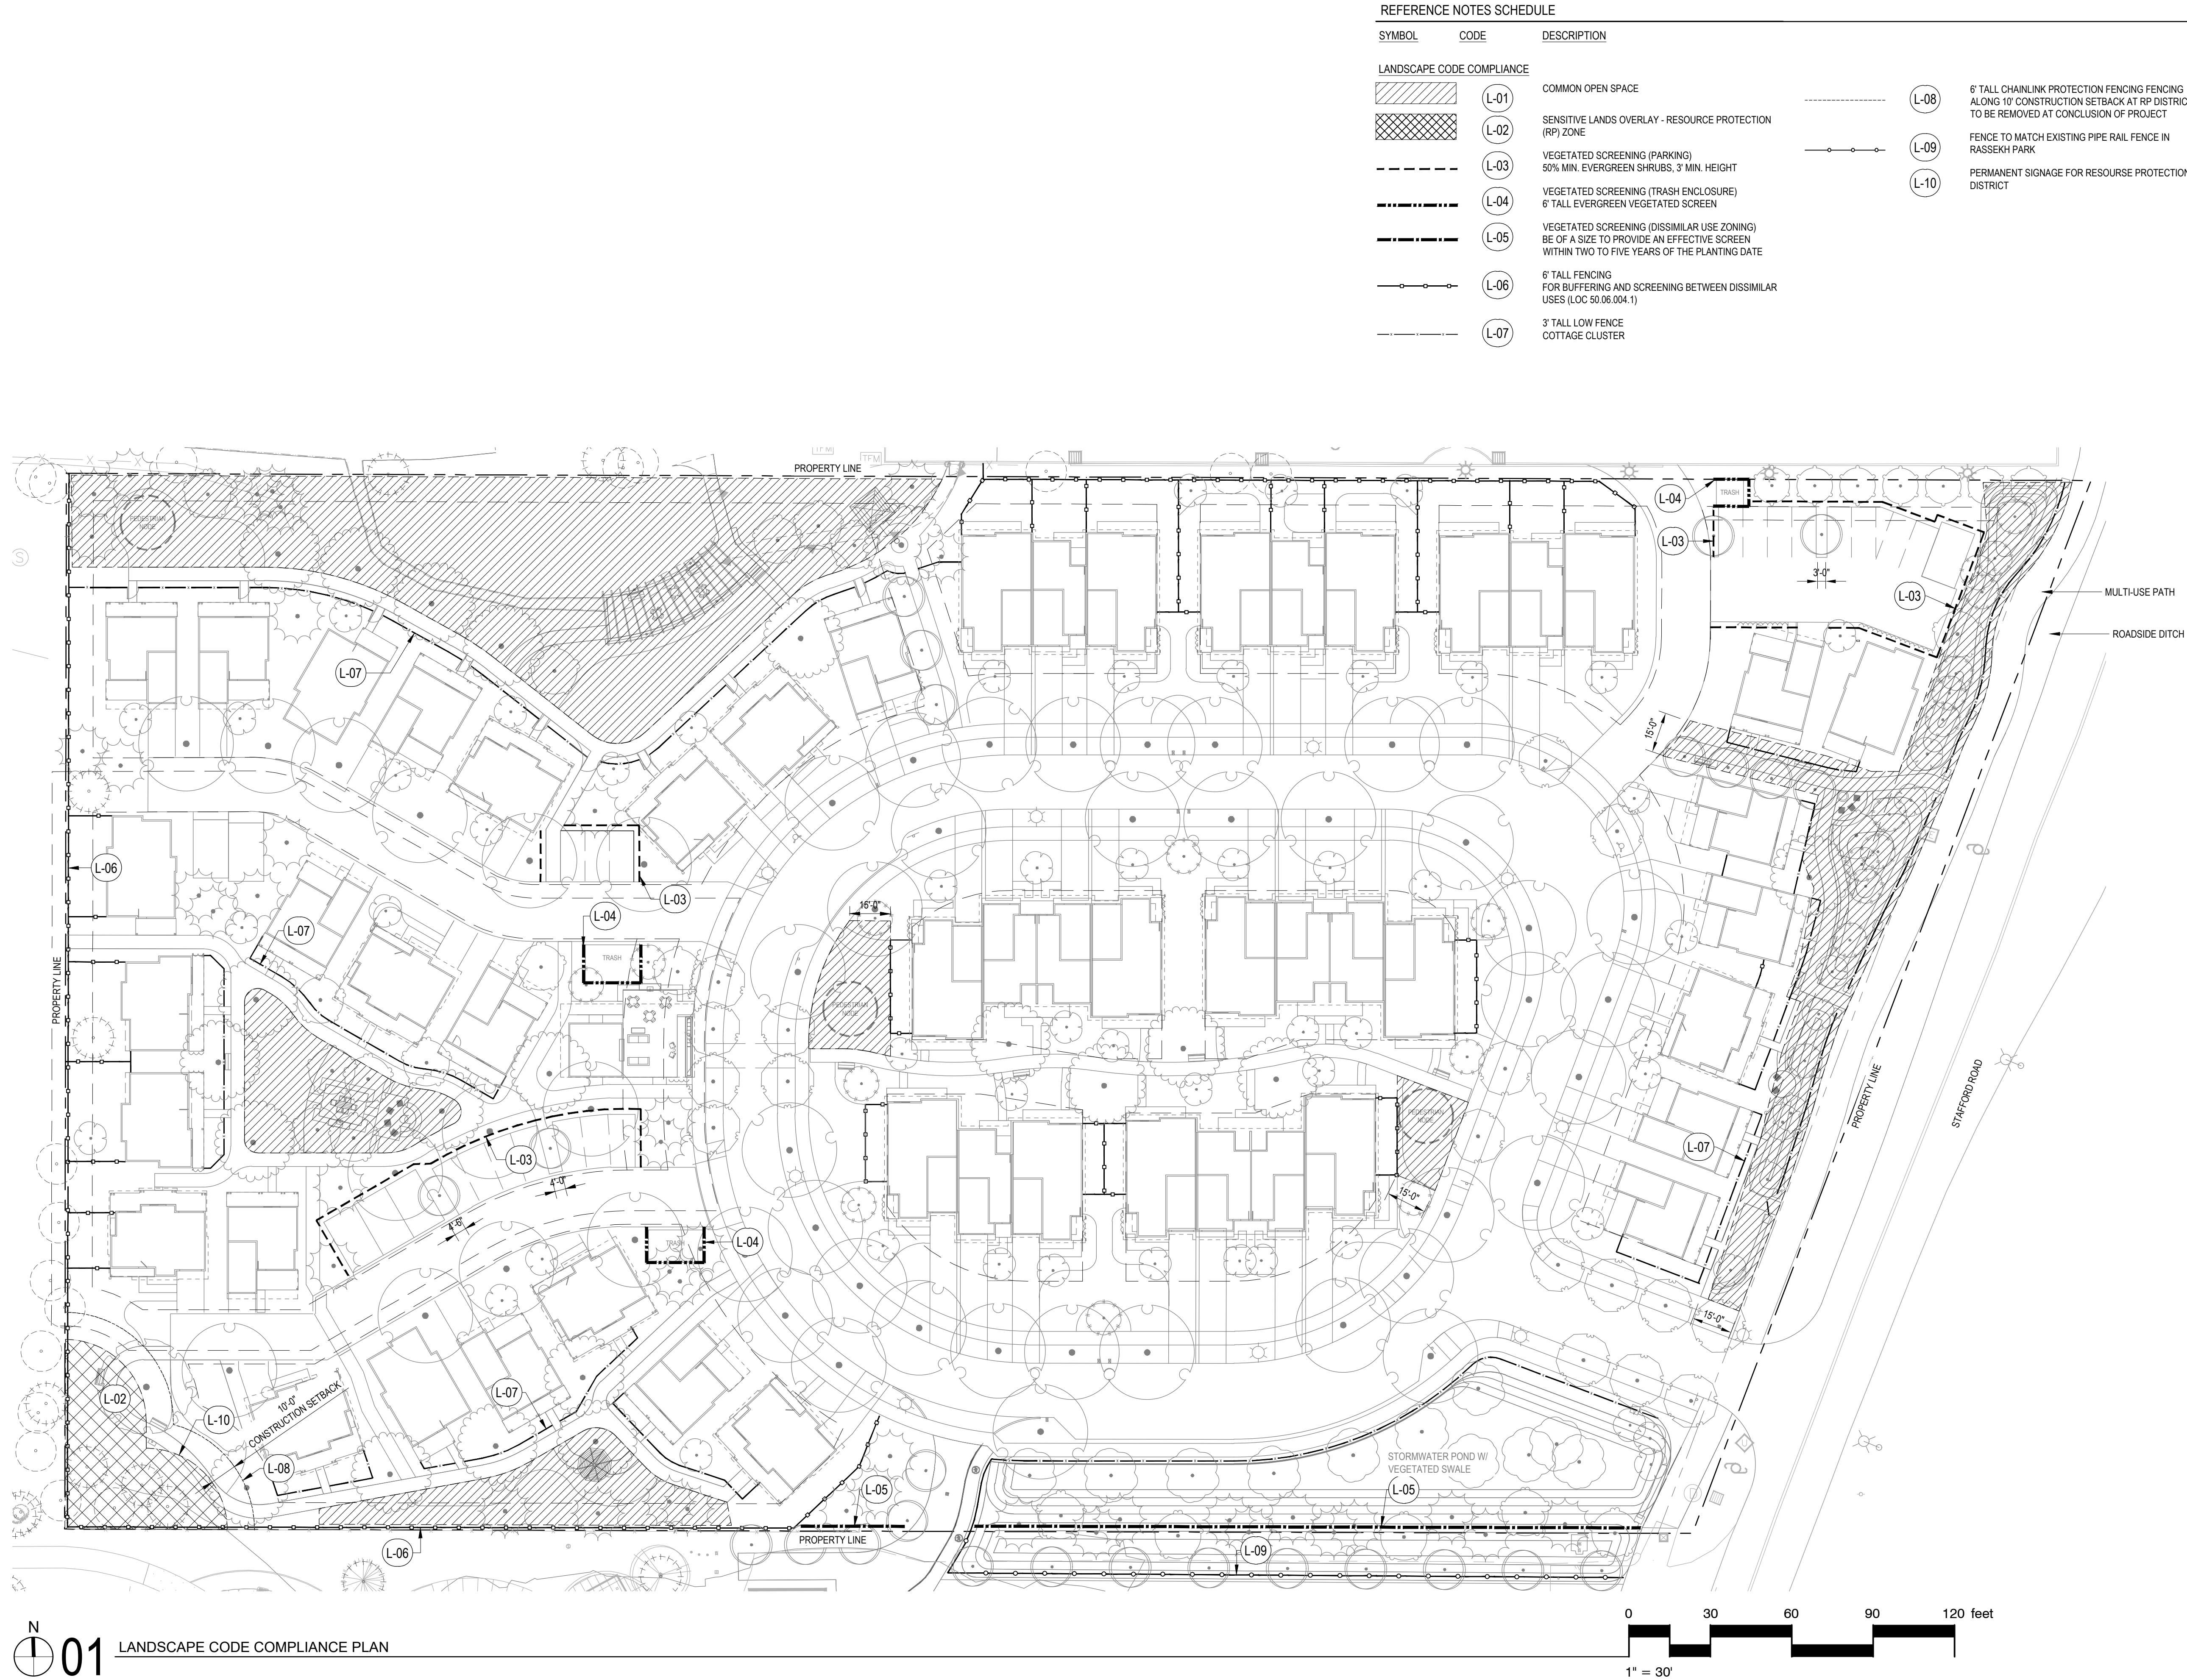 REFERENCE NOTES SCHEDULE
SYMBOL CODE DESCRIPTION
LANDSCAPE CODE COMPLIANCE
L-01 COMMON OPEN SPACE
L-02 SENSITIVE LANDS OVERLAY - RESOURCE PROTECTION
(RP) ZONE
L-03 VEGETATED SCREENING (PARKING)
50% MIN. EVERGREEN SHRUBS, 3' MIN. HEIGHT
L-04 VEGETATED SCREENING (TRASH ENCLOSURE)
6' TALL EVERGREEN VEGETATED SCREEN
L-05 VEGETATED SCREENING (DISSIMILAR USE ZONING)
BE OF A SIZE TO PROVIDE AN EFFECTIVE SCREEN
WITHIN TWO TO FIVE YEARS OF THE PLANTING DATE
L-06 6' TALL FENCING
FOR BUFFERING AND SCREENING BETWEEN DISSIMILAR
USES (LOC 50.06.004.1)
L-07 3' TALL LOW FENCE
COTTAGE CLUSTER
L-08 6' TALL CHAINLINK PROTECTION FENCING FENCING
ALONG 10' CONSTRUCTION SETBACK AT RP DISTRIC
TO BE REMOVED AT CONCLUSION OF PROJECT
L-09 FENCE TO MATCH EXISTING PIPE RAIL FENCE IN
RASSEKH PARK
L-10 PERMANENT SIGNAGE FOR RESOURSE PROTECTION
DISTRICT
TFM
TFM
PROPERTY LINE
L-04
TRASH
PEDESTRIAN
NODE
L-03
S
3'-0"
L-03
MULTI-USE PATH
ROADSIDE DITCH
L-07
15'-0"
L-06
L-03
L-04
L-07
TRASH
PEDESTRIAN
NODE
PROPERTY LINE
PROPERTY LINE
STAFFORD ROAD
PEDESTRIAN
NODE
L-07
L-03
4'-0"
15'-0"
4'-6"
L-04
TRASH
15'-0"
L-02
L-07
10'-0"
CONSTRUCTION SETBACK
L-10
L-08
STORMWATER POND W/
VEGETATED SWALE
L-05
L-05
D
PROPERTY LINE
L-06
L-09
N
01 LANDSCAPE CODE COMPLIANCE PLAN
0 30 60 90 120 feet
1" = 30'